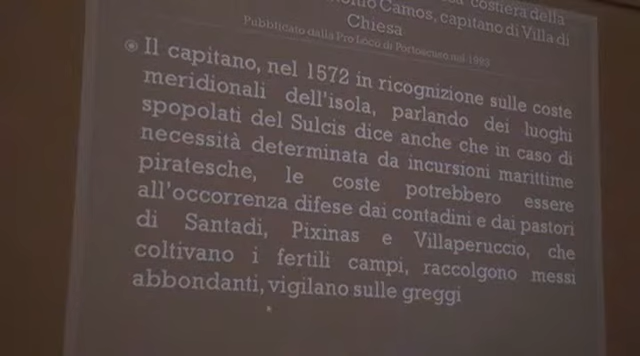 costiera della
Camos, capitano di Villa di
Chiesa
Pubblicato dalla Pro Loco di Portoscuso nel
Il capitano, nel 1572 in ricognizione sulle coste
meridionali dell'isola, parlando dei luoghi
spopolati del Sulcis dice anche che in caso di
necessità determinata da incursioni marittime
piratesche, le coste potrebbero essere
all'occorrenza difese dai contadini e dai pastori
di Santadi, Pixinas e Villaperuccio, che
coltivano i fertili campi, raccolgono messi
abbondanti, vigilano sulle greggi